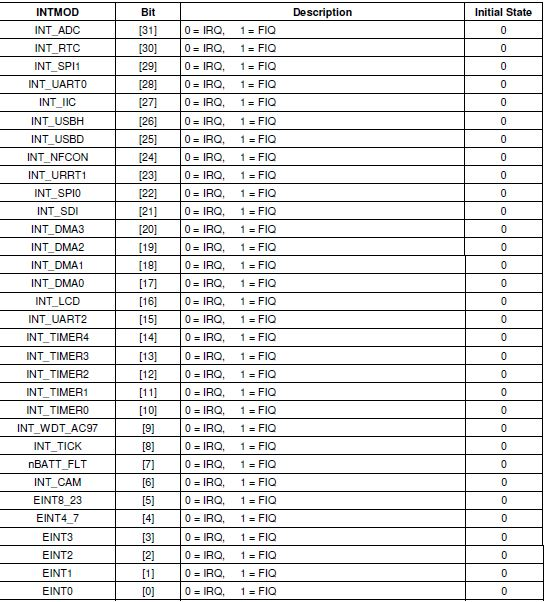 INTMOD Bit Description Initial State
INT_ADC [31] 0 = IRQ, 1 = FIQ 0
INT_RTC [30] 0 = IRQ, 1 = FIQ 0
INT_SPI1 [29] 0 = IRQ, 1 = FIQ 0
INT_UART0 [28] 0 = IRQ, 1 = FIQ 0
INT_IIC [27] 0 = IRQ, 1 = FIQ 0
INT_USBH [26] 0 = IRQ, 1 = FIQ 0
INT_USBD [25] 0 = IRQ, 1 = FIQ 0
INT_NFCON [24] 0 = IRQ, 1 = FIQ 0
INT_URRT1 [23] 0 = IRQ, 1 = FIQ 0
INT_SPI0 [22] 0 = IRQ, 1 = FIQ 0
INT_SDI [21] 0 = IRQ, 1 = FIQ 0
INT_DMA3 [20] 0 = IRQ, 1 = FIQ 0
INT_DMA2 [19] 0 = IRQ, 1 = FIQ 0
INT_DMA1 [18] 0 = IRQ, 1 = FIQ 0
INT_DMA0 [17] 0 = IRQ, 1 = FIQ 0
INT_LCD [16] 0 = IRQ, 1 = FIQ 0
INT_UART2 [15] 0 = IRQ, 1 = FIQ 0
INT_TIMER4 [14] 0 = IRQ, 1 = FIQ 0
INT_TIMER3 [13] 0 = IRQ, 1 = FIQ 0
INT_TIMER2 [12] 0 = IRQ, 1 = FIQ 0
INT_TIMER1 [11] 0 = IRQ, 1 = FIQ 0
INT_TIMER0 [10] 0 = IRQ, 1 = FIQ 0
INT_WDT_AC97 [9] 0 = IRQ, 1 = FIQ 0
INT_TICK [8] 0 = IRQ, 1 = FIQ 0
nBATT_FLT [7] 0 = IRQ, 1 = FIQ 0
INT_CAM [6] 0 = IRQ, 1 = FIQ 0
EINT8_23 [5] 0 = IRQ, 1 = FIQ 0
EINT4_7 [4] 0 = IRQ, 1 = FIQ 0
EINT3 [3] 0 = IRQ, 1 = FIQ 0
EINT2 [2] 0 = IRQ, 1 = FIQ 0
EINT1 [1] 0 = IRQ, 1 = FIQ 0
EINT0 [0] 0 = IRQ, 1 = FIQ 0